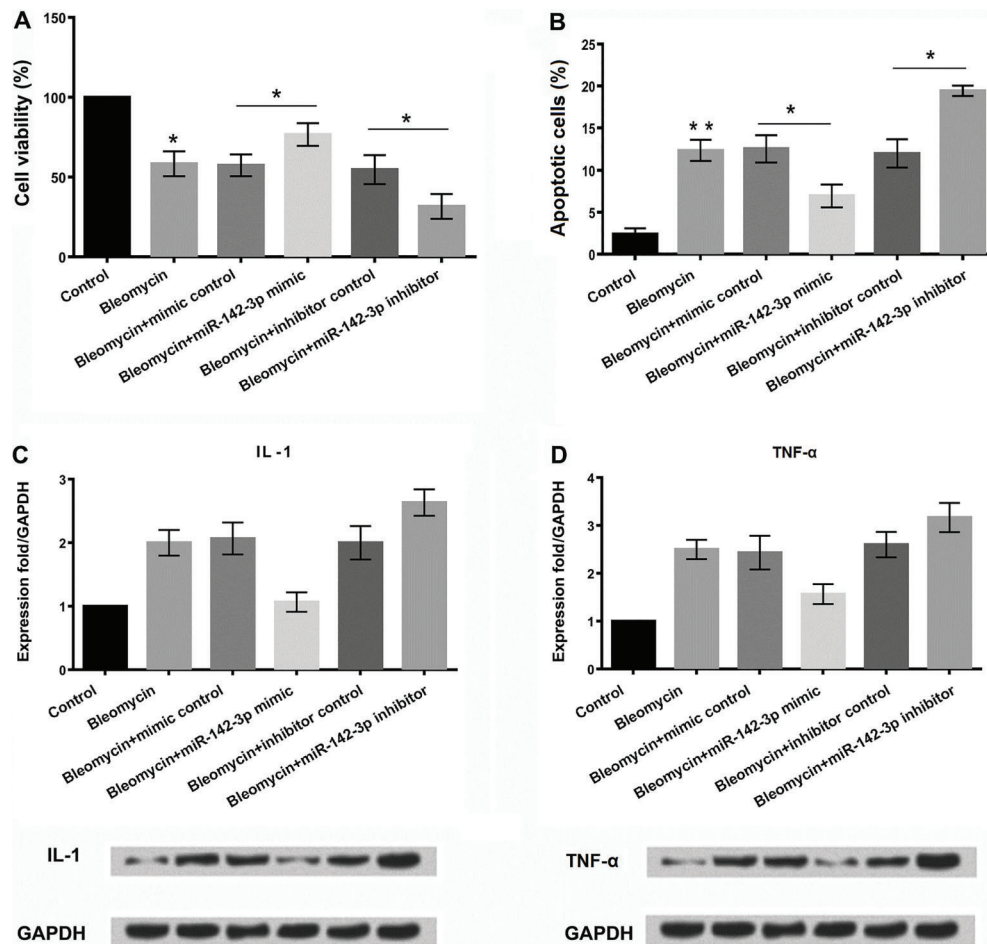 A
Cell viability (%)
150
100
50
0
*
*
*
Control
Bleomycin
Bleomycin+mimic control
Bleomycin+miR-142-3p mimic
Bleomycin+inhibitor control
Bleomycin+miR-142-3p inhibitor
B
Apoptotic cells (%)
25
20
15
10
5
0
**
*
*
Control
Bleomycin
Bleomycin+mimic control
Bleomycin+miR-142-3p mimic
Bleomycin+inhibitor control
Bleomycin+miR-142-3p inhibitor
C
IL -1
Expression fold/GAPDH
3
2
1
0
Control
Bleomycin
Bleomycin+mimic control
Bleomycin+miR-142-3p mimic
Bleomycin+inhibitor control
Bleomycin+miR-142-3p inhibitor
IL-1
GAPDH
D
TNF-α
Expression fold/GAPDH
4
3
2
1
0
Control
Bleomycin
Bleomycin+mimic control
Bleomycin+miR-142-3p mimic
Bleomycin+inhibitor control
Bleomycin+miR-142-3p inhibitor
TNF-α
GAPDH